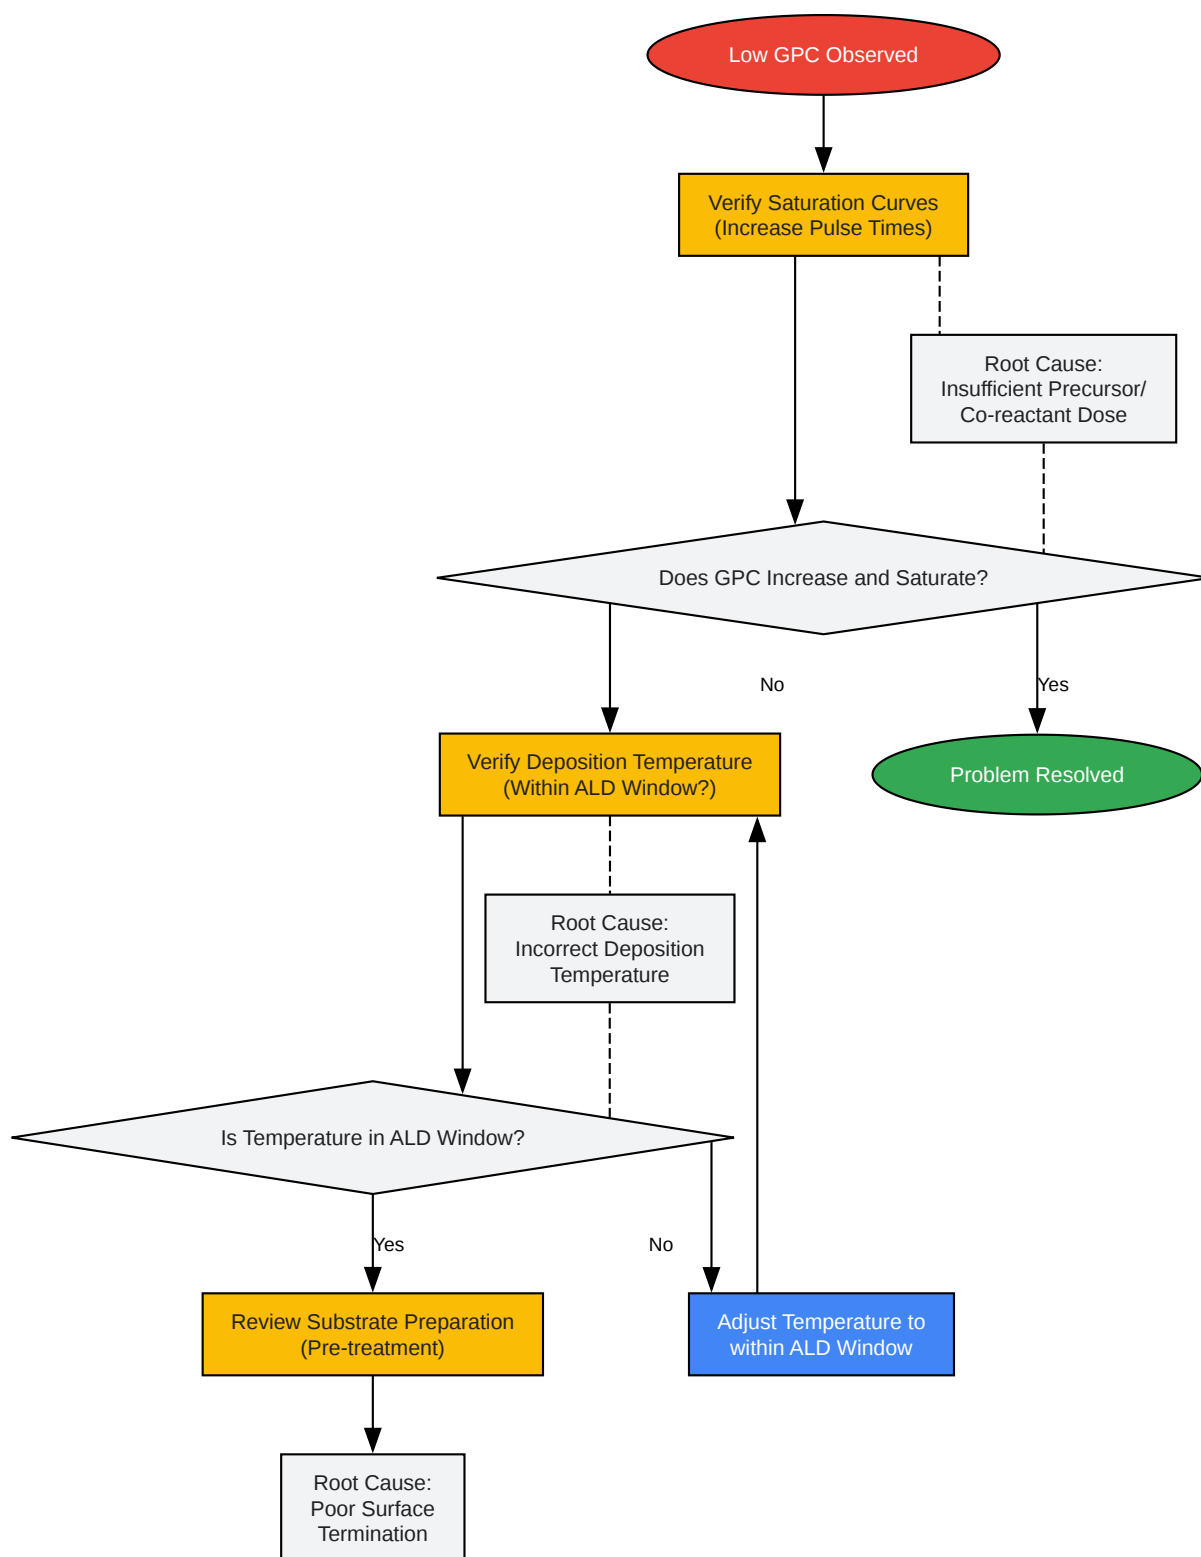 Low GPC Observed
Verify Saturation Curves
(Increase Pulse Times)
Root Cause:
Insufficient Precursor/
Co-reactant Dose
Does GPC Increase and Saturate?
No
Yes
Verify Deposition Temperature
(Within ALD Window?)
Problem Resolved
Root Cause:
Incorrect Deposition
Temperature
Is Temperature in ALD Window?
Yes
No
Review Substrate Preparation
(Pre-treatment)
Adjust Temperature to
within ALD Window
Root Cause:
Poor Surface
Termination